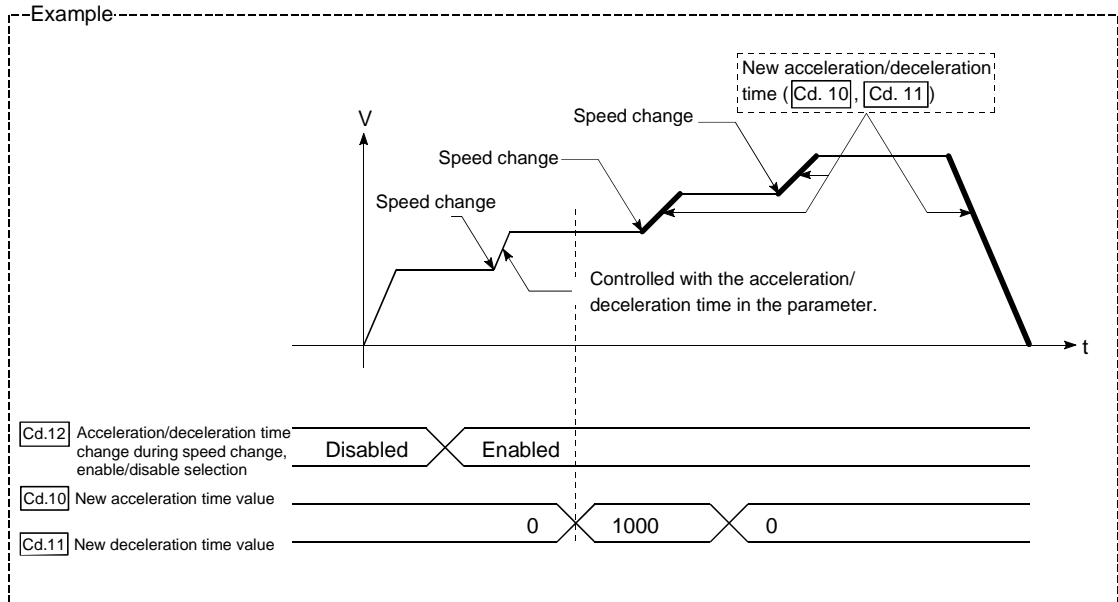 Example
New acceleration/deceleration
time ( Cd. 10 , Cd. 11 )
Speed change
V
Speed change
Speed change
Controlled with the acceleration/
deceleration time in the parameter.
t
Cd.12 Acceleration/deceleration time
change during speed change,
enable/disable selection
Disabled Enabled
Cd.10 New acceleration time value
0 1000 0
Cd.11 New deceleration time value